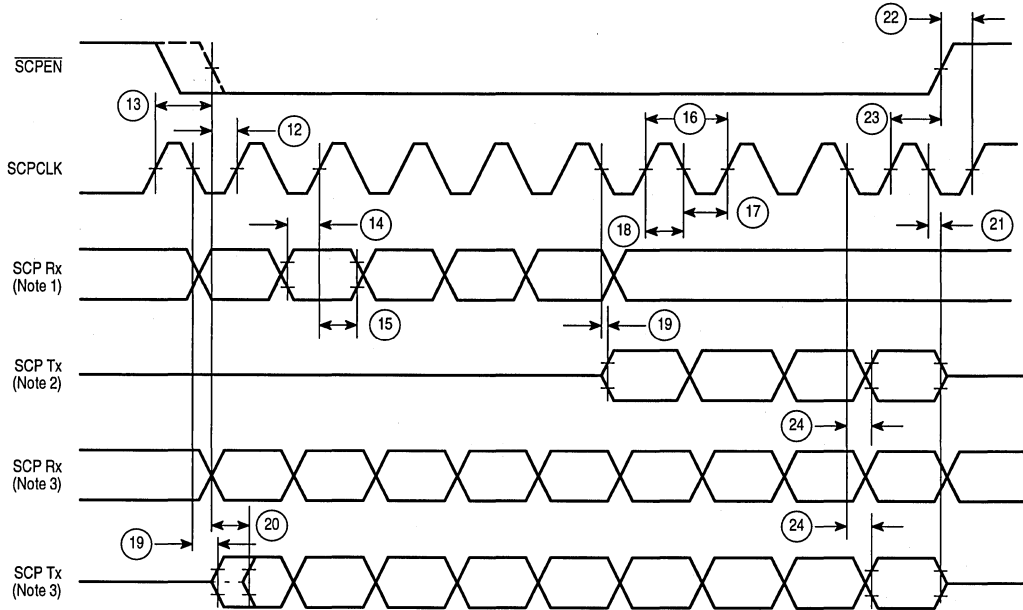 22
SCPEN
13
12
16
23
SCPCLK
14
18
17
21
SCP Rx
(Note 1)
15
19
SCP Tx
(Note 2)
24
SCP Rx
(Note 3)
20
24
19
SCP Tx
(Note 3)